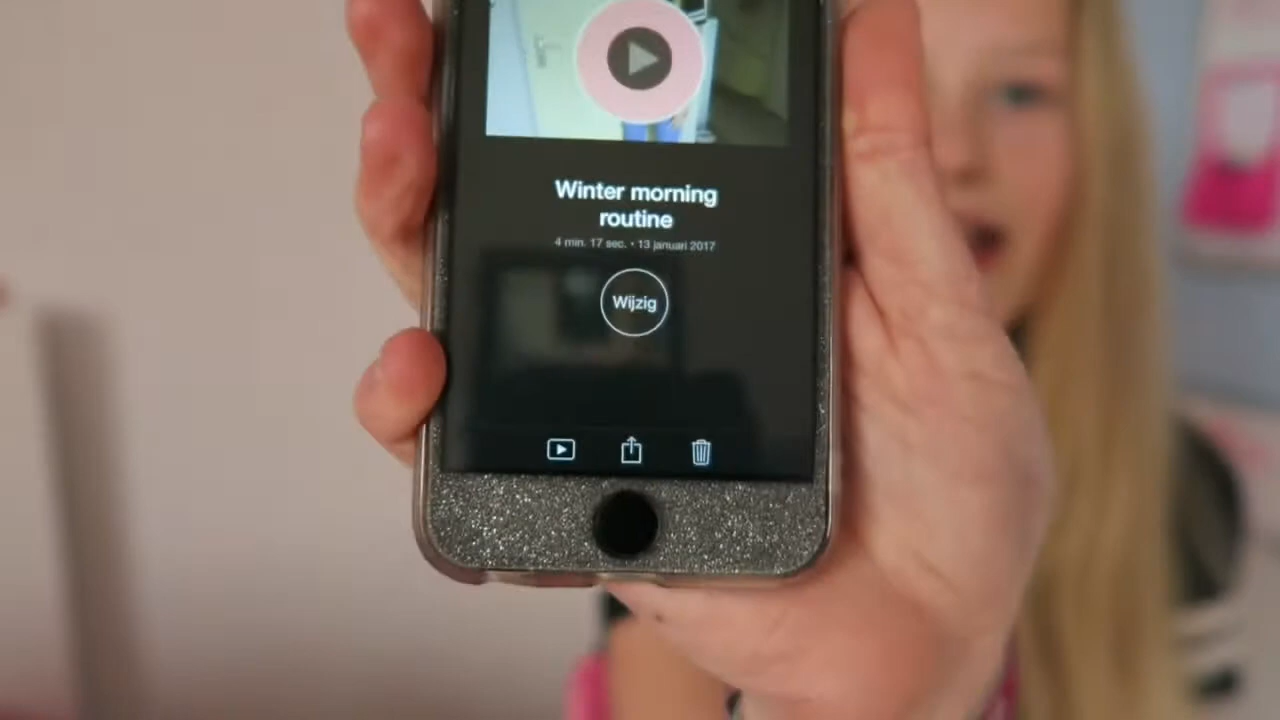 Winter morning
routine
4 min. 17 sec. • 13 januari 2017
Wijzig